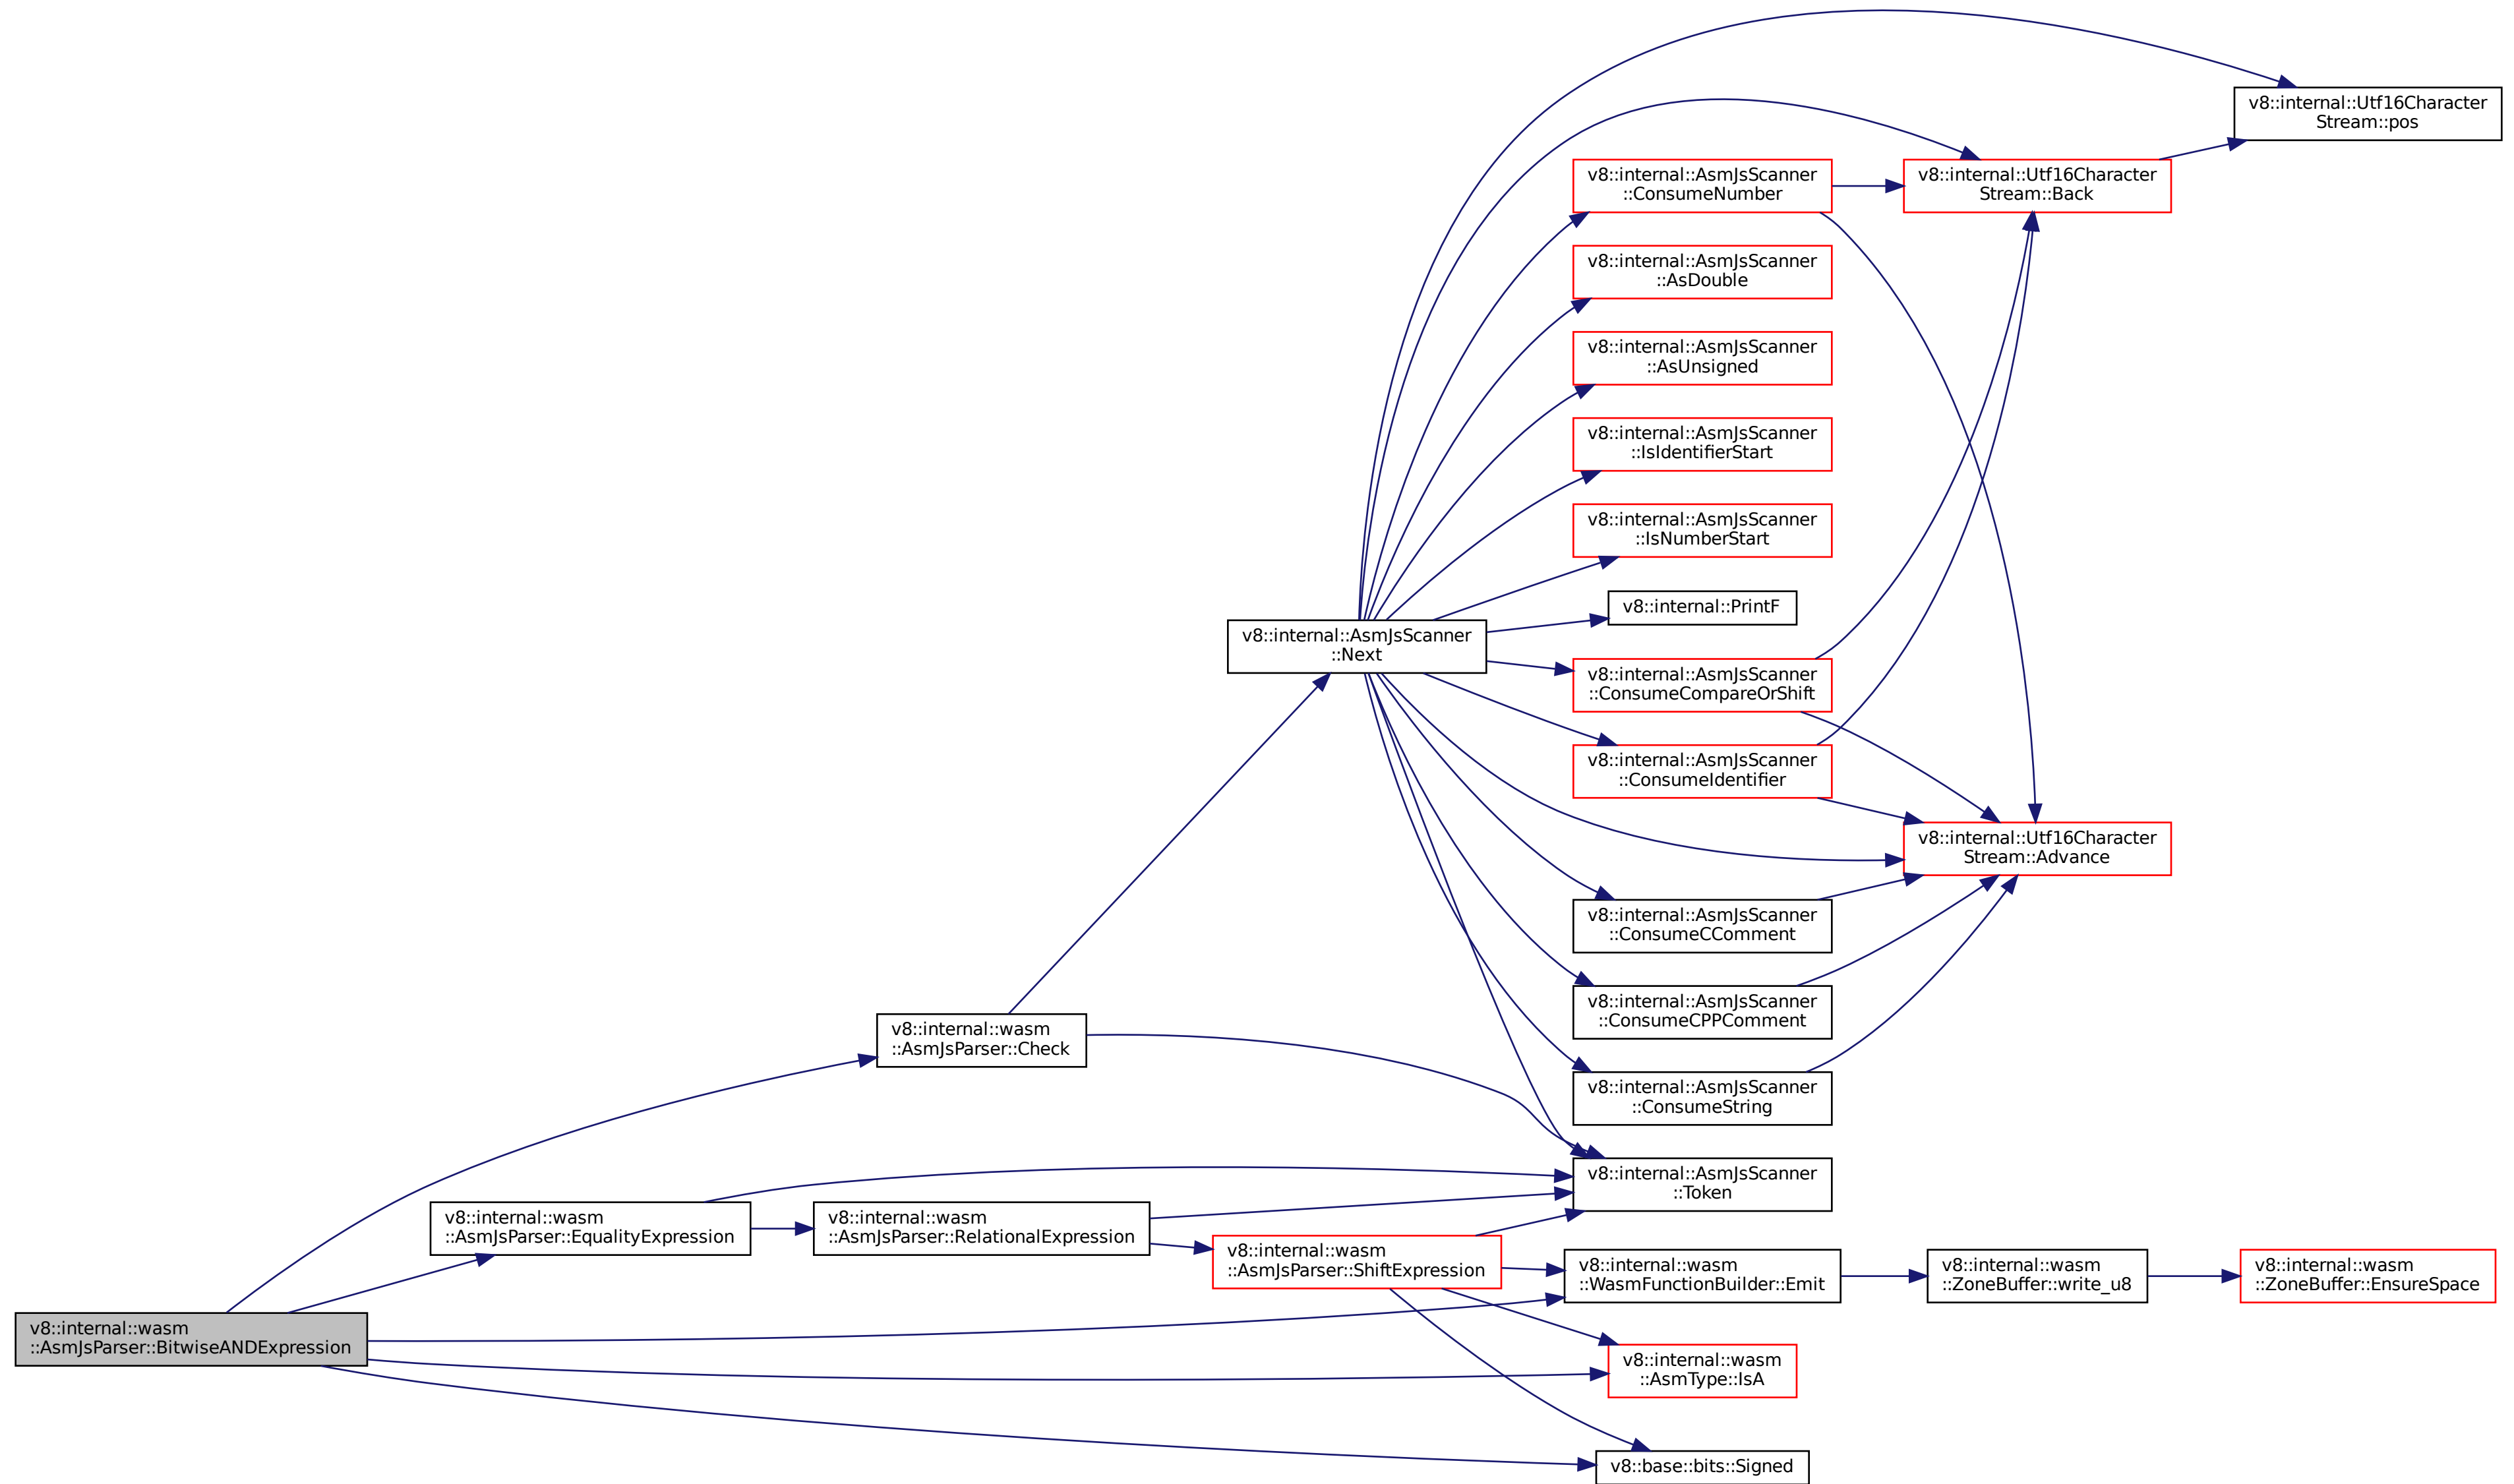 v8::internal::Utf16Character
Stream::pos
v8::internal::AsmJsScanner
::ConsumeNumber
v8::internal::Utf16Character
Stream::Back
v8::internal::AsmJsScanner
::AsDouble
v8::internal::AsmJsScanner
::AsUnsigned
v8::internal::AsmJsScanner
::IsIdentifierStart
v8::internal::AsmJsScanner
::IsNumberStart
v8::internal::PrintF
v8::internal::AsmJsScanner
::Next
v8::internal::AsmJsScanner
::ConsumeCompareOrShift
v8::internal::AsmJsScanner
::ConsumeIdentifier
v8::internal::Utf16Character
Stream::Advance
v8::internal::AsmJsScanner
::ConsumeCComment
v8::internal::AsmJsScanner
::ConsumeCPPComment
v8::internal::wasm
::AsmJsParser::Check
v8::internal::AsmJsScanner
::ConsumeString
v8::internal::AsmJsScanner
::Token
v8::internal::wasm
::AsmJsParser::EqualityExpression
v8::internal::wasm
::AsmJsParser::RelationalExpression
v8::internal::wasm
::AsmJsParser::ShiftExpression
v8::internal::wasm
::WasmFunctionBuilder::Emit
v8::internal::wasm
::ZoneBuffer::write_u8
v8::internal::wasm
::ZoneBuffer::EnsureSpace
v8::internal::wasm
::AsmJsParser::BitwiseANDExpression
v8::internal::wasm
::AsmType::IsA
v8::base::bits::Signed